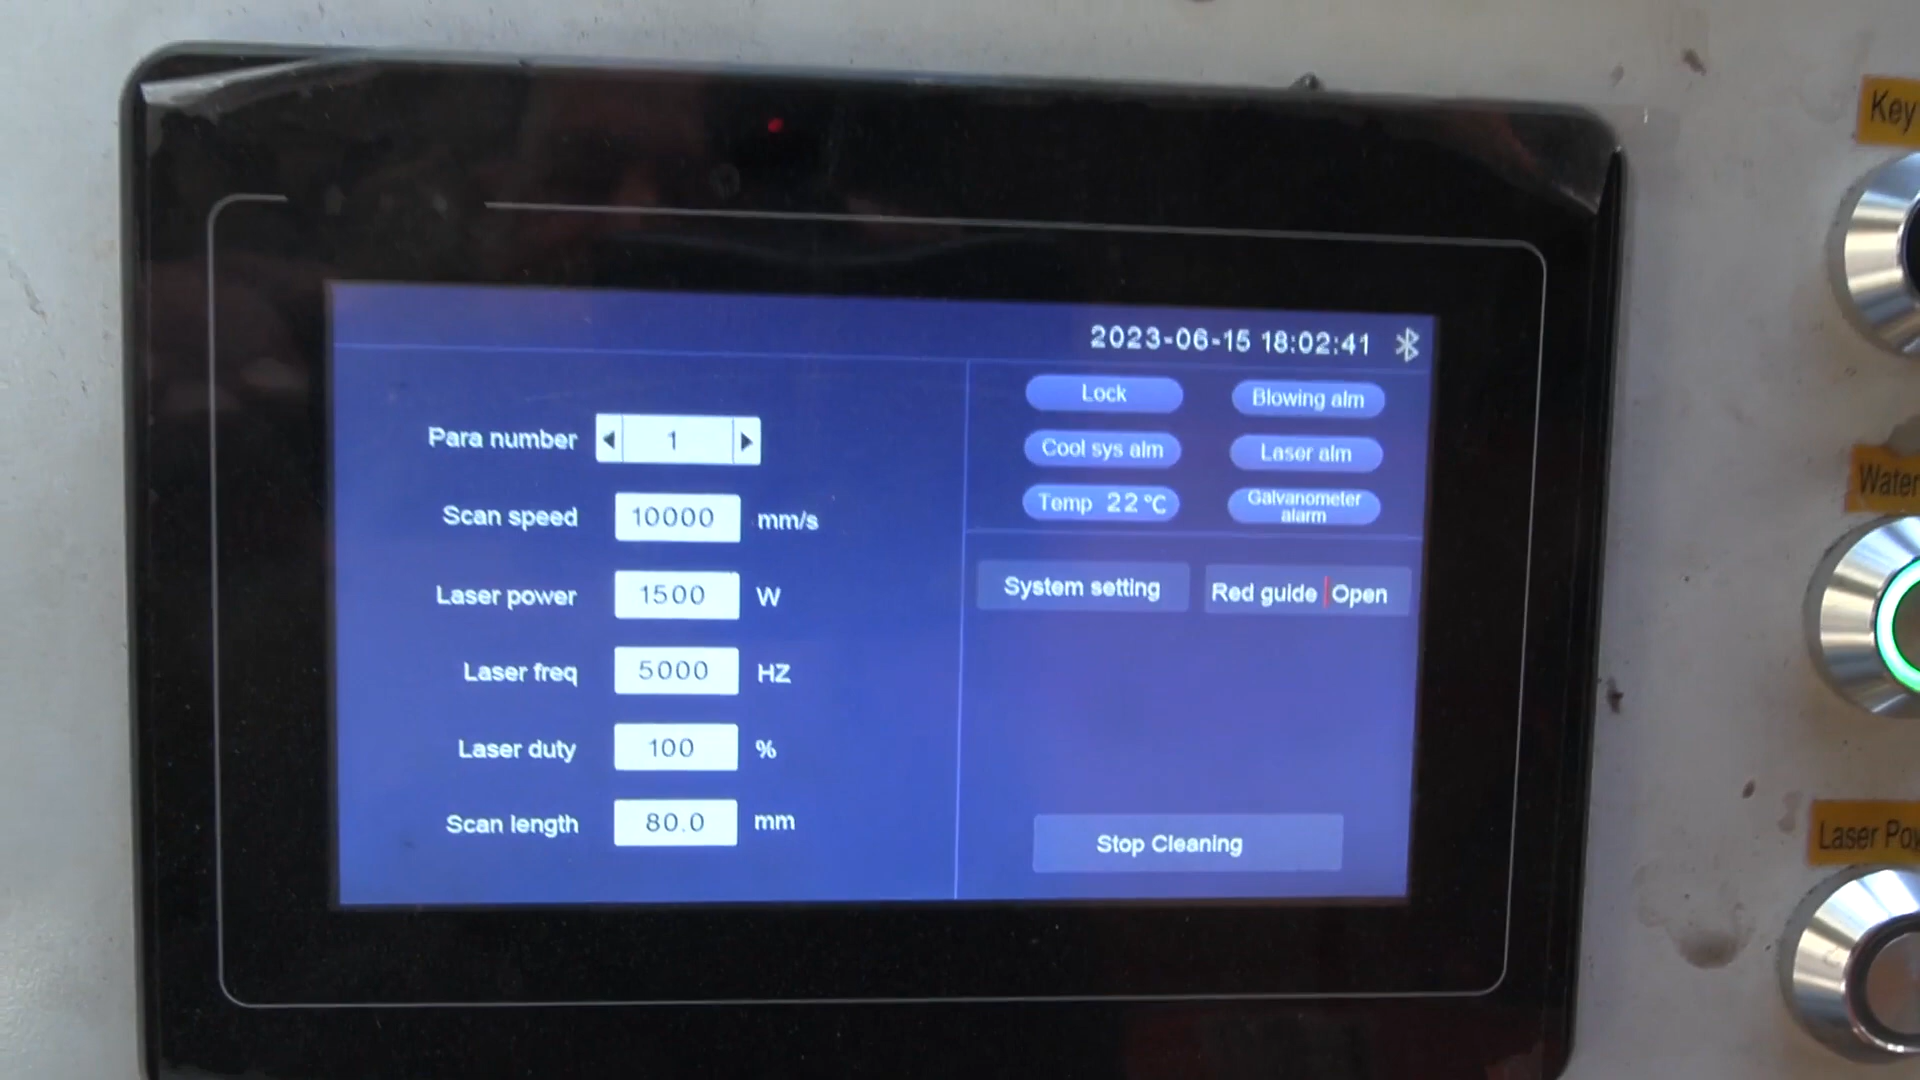 2023-06-15 18:02:41
Para number 1
Scan speed 10000 mm/s
Laser power 1500 W
Laser freq 5000 HZ
Laser duty 100 %
Scan length 80.0 mm
Lock
Blowing alm
Cool sys alm
Laser alm
Temp 22℃
Galvanometer
alarm
System setting
Red guide Open
Stop Cleaning
Key
Water
Laser